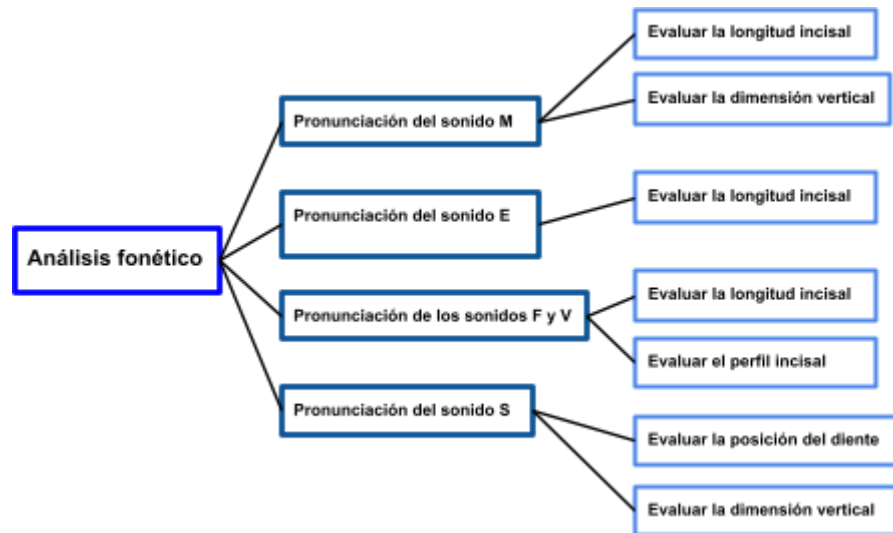 Análisis fonético
Pronunciación del sonido M
Evaluar la longitud incisal
Evaluar la dimensión vertical
Pronunciación del sonido E
Evaluar la longitud incisal
Pronunciación de los sonidos F y V
Evaluar la longitud incisal
Evaluar el perfil incisal
Pronunciación del sonido S
Evaluar la posición del diente
Evaluar la dimensión vertical